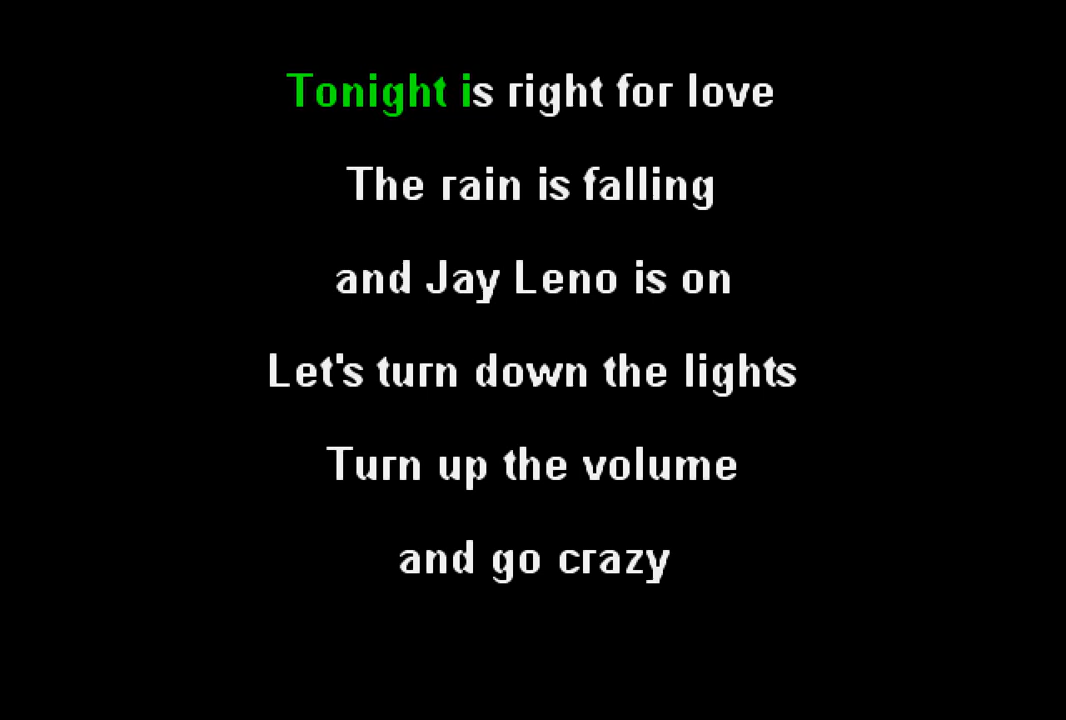 Tonight is right for love
The rain is falling
and Jay Leno is on
Let's turn down the lights
Turn up the volume
and go crazy